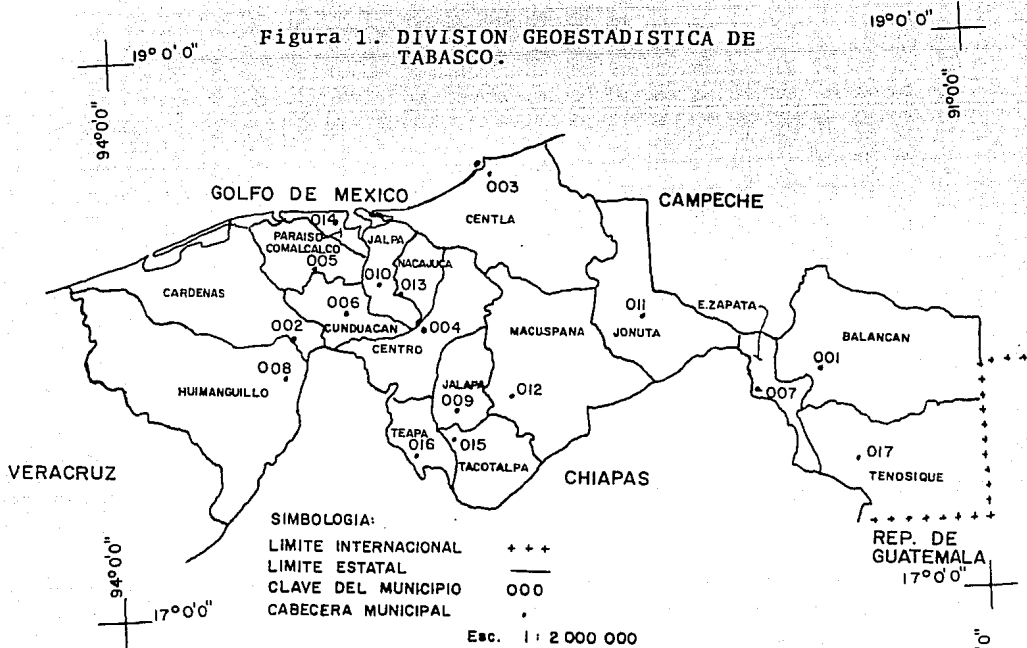 Figura 1. DIVISION GEOESTADISTICA DE
TABASCO.
19°0'0"
19°0'0"
94°0'0"
91°0'0"
GOLFO DE MEXICO
CAMPECHE
003
CENTLA
014
PARAISO
JALPA
COMALCALCO
005
NACAJUCA
010
013
CARDENAS
006
CUNDUACAN
002
004
CENTRO
MACUSPANA
011
JONUTA
E.ZAPATA
BALANCAN
001
008
HUIMANGUILLO
JALAPA
009
012
007
TEAPA
016
015
TACOTALPA
017
TENOSIQUE
VERACRUZ
CHIAPAS
REP. DE
GUATEMALA
SIMBOLOGIA:
LIMITE INTERNACIONAL + + +
LIMITE ESTATAL
CLAVE DEL MUNICIPIO 000
CABECERA MUNICIPAL
94°0'0"
17°0'0"
17°0'0"
0"
Esc. 1: 2 000 000